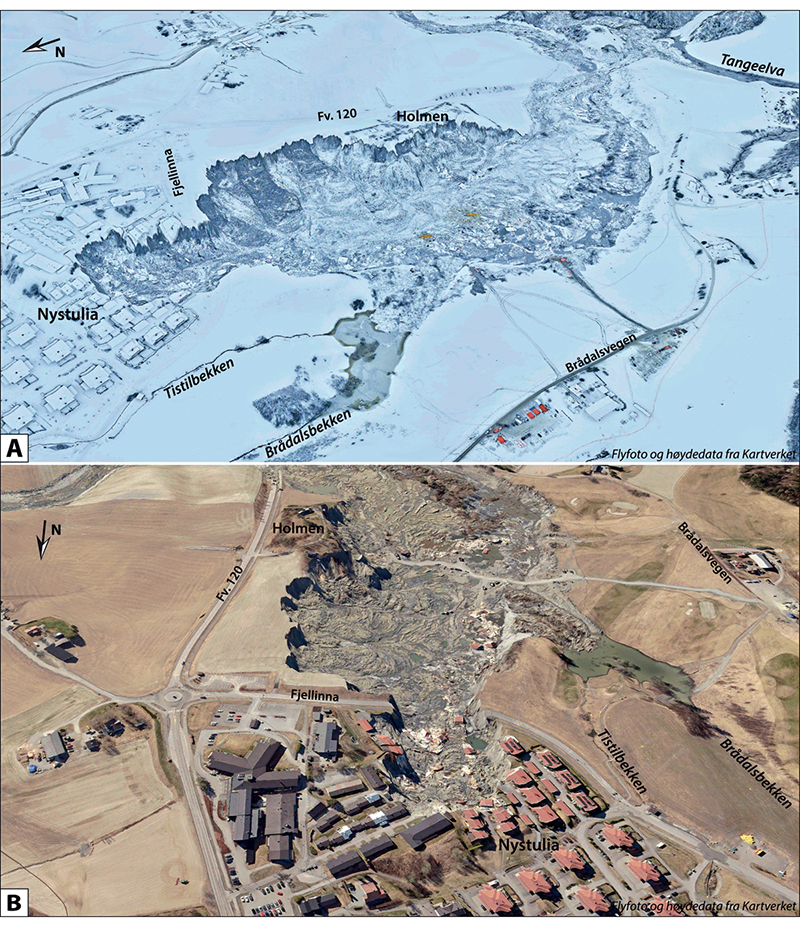 N
Tangeelva
Fv. 120
Holmen
Fjellinna
Nystulia
Tistilbekken
Brådalsvegen
Brådalsbekken
A
Flyfoto og høydedata fra Kartverket
N
Holmen
Brådalsvegen
Fv. 120
Fjellinna
Tistilbekken
Brådalsbekken
Nystulia
B
Flyfoto og høydedata fra Kartverket